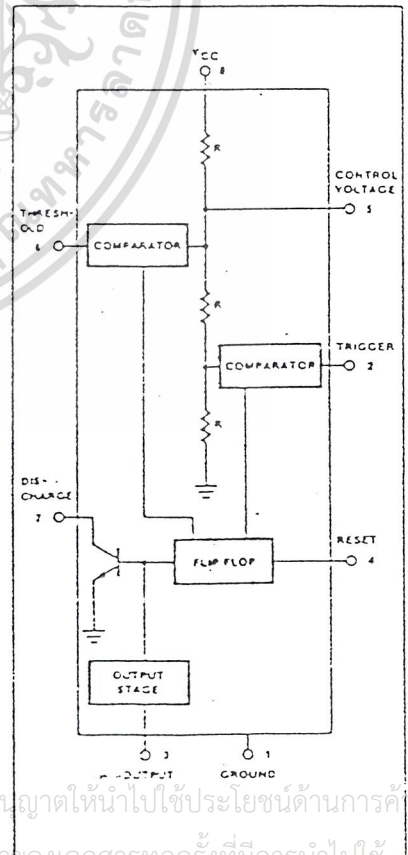 VCC
8
R
CONTROL
VOLTAGE
5
THRESH-
OLD
6
COMPARATOR
R
TRIGGER
COMPARATOR
2
R
DIS-
CHARGE
7
RESET
FLIP FLOP
4
OUTPUT
STAGE
3
1
OUTPUT
GROUND
นุญาตให้นำไปใช้ประโยชน์ด้านการค้